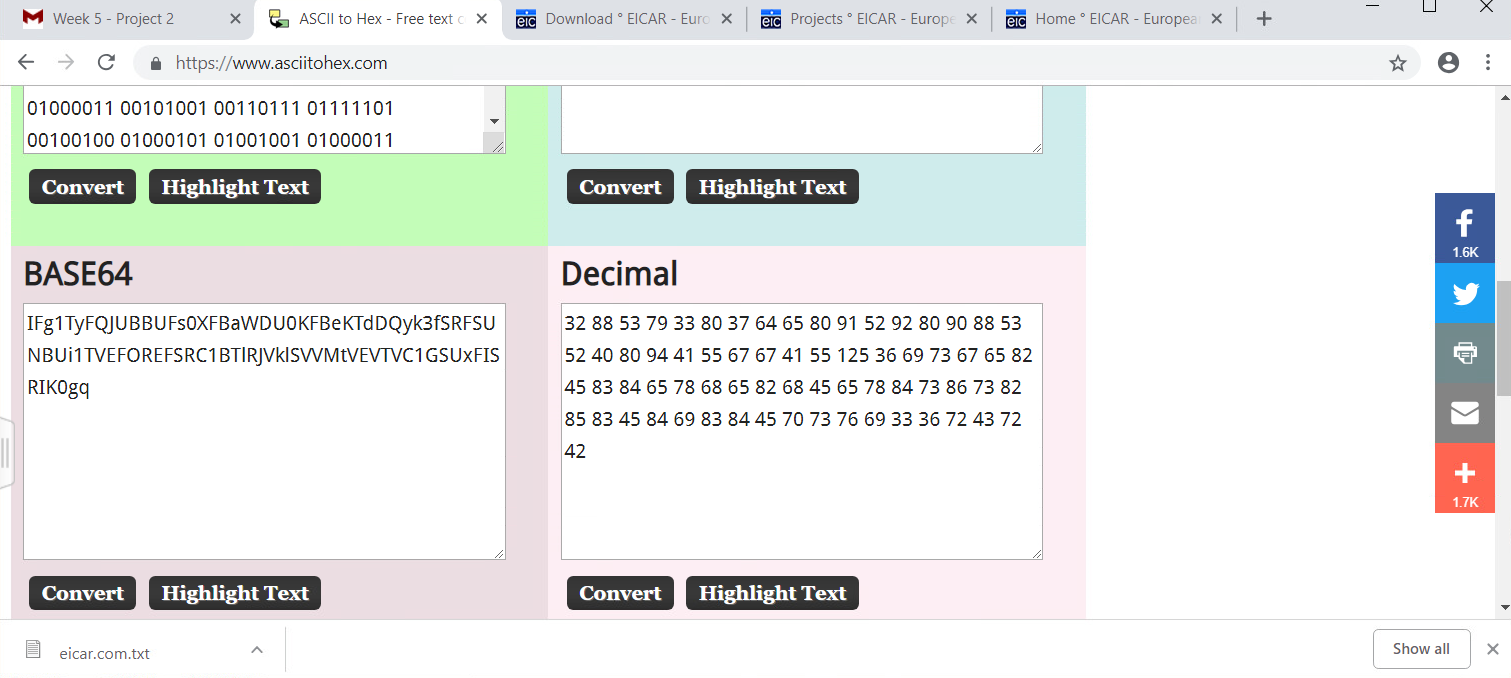 Week 5 - Project 2
ASCII to Hex - Free text c
Download ° EICAR - Euro
Projects ° EICAR - Europe
Home ° EICAR - Europea
https://www.asciitohex.com
01000011 00101001 00110111 01111101
00100100 01000101 01001001 01000011
Convert Highlight Text
Convert Highlight Text
1.6K
BASE64
IFg1TyFQJUBBUFs0XFBaWDU0KFBeKTdDQyk3fSRFSU
NBUi1TVEFOREFSRC1BTlRJVklSVVMtVEVTVC1GSUxFIS
RIK0gq
Decimal
32 88 53 79 33 80 37 64 65 80 91 52 92 80 90 88 53
52 40 80 94 41 55 67 67 41 55 125 36 69 73 67 65 82
45 83 84 65 78 68 65 82 68 45 65 78 84 73 86 73 82
85 83 45 84 69 83 84 45 70 73 76 69 33 36 72 43 72
42
1.7K
Convert Highlight Text
Convert Highlight Text
eicar.com.txt
Show all